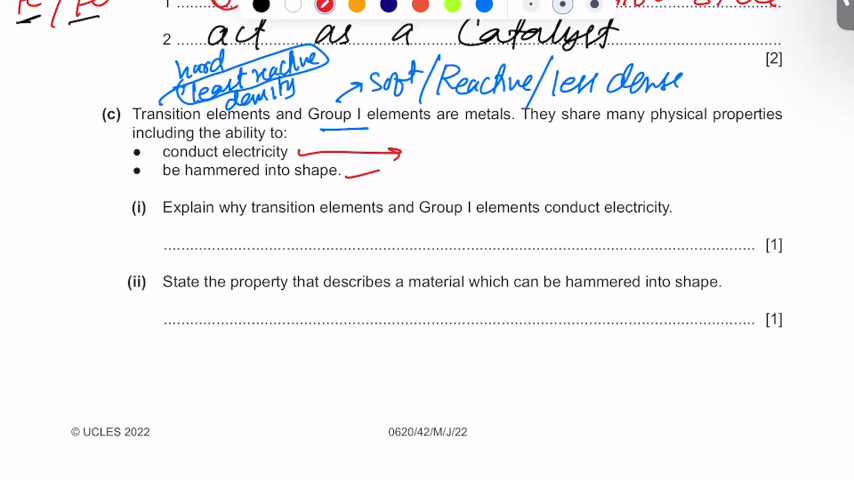 1
2 act as a Catalyst
[2]
hard
least reactive
density
Soft/Reactive/less dense
(c) Transition elements and Group I elements are metals. They share many physical properties
including the ability to:
• conduct electricity
• be hammered into shape.
(i) Explain why transition elements and Group I elements conduct electricity.
[1]
(ii) State the property that describes a material which can be hammered into shape.
[1]
© UCLES 2022 0620/42/M/J/22